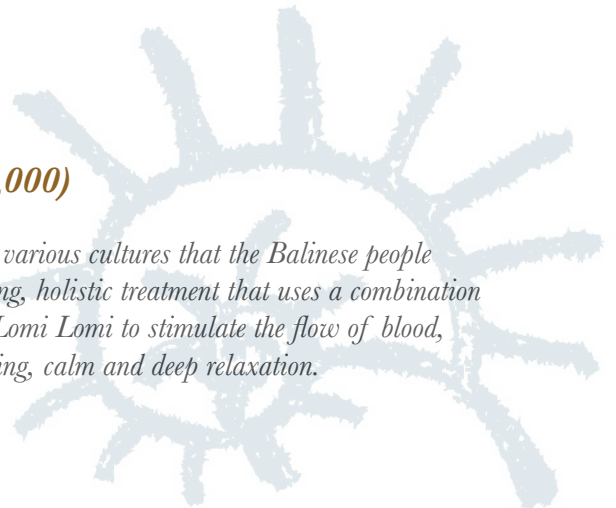 ,000)
various cultures that the Balinese people
ng, holistic treatment that uses a combination
Lomi Lomi to stimulate the flow of blood,
ing, calm and deep relaxation.